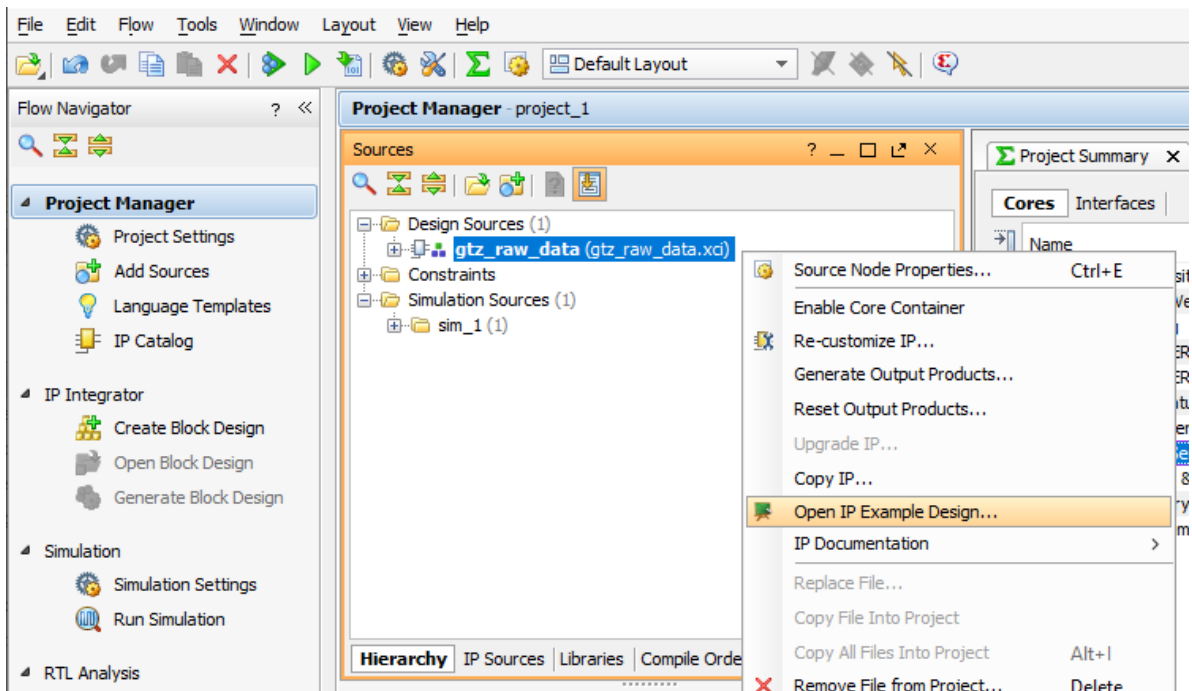 File Edit Flow Tools Window Layout View Help
Default Layout
Flow Navigator ? «
Project Manager
Project Settings
Add Sources
Language Templates
IP Catalog
IP Integrator
Create Block Design
Open Block Design
Generate Block Design
Simulation
Simulation Settings
Run Simulation
RTL Analysis
Project Manager - project_1
Sources ?
Design Sources (1)
gtz_raw_data (gtz_raw_data.xci)
Constraints
Simulation Sources (1)
sim_1 (1)
Hierarchy IP Sources Libraries Compile Orde
Source Node Properties... Ctrl+E
Enable Core Container
Re-customize IP...
Generate Output Products...
Reset Output Products...
Upgrade IP...
Copy IP...
Open IP Example Design...
IP Documentation >
Replace File...
Copy File Into Project
Copy All Files Into Project Alt+I
Remove File from Project... Delete
Project Summary
Cores Interfaces
Name